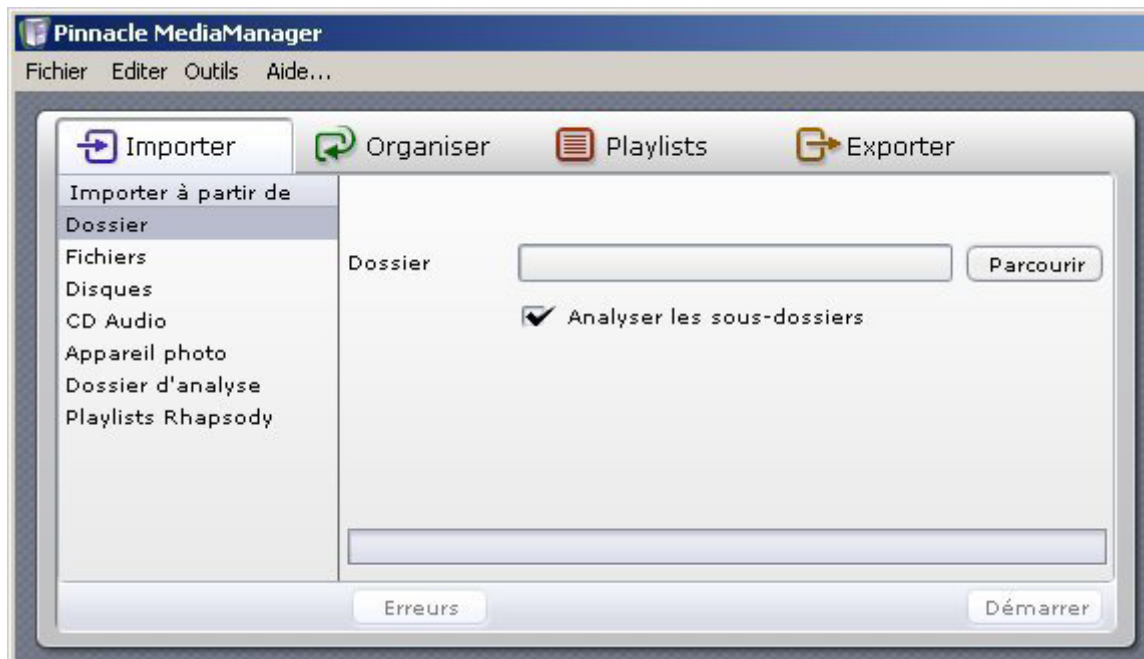 Pinnacle MediaManager
Fichier Editer Outils Aide...
Importer Organiser Playlists Exporter
Importer à partir de
Dossier
Fichiers
Disques
CD Audio
Appareil photo
Dossier d'analyse
Playlists Rhapsody
Dossier Parcourir
Analyser les sous-dossiers
Erreurs Démarrer